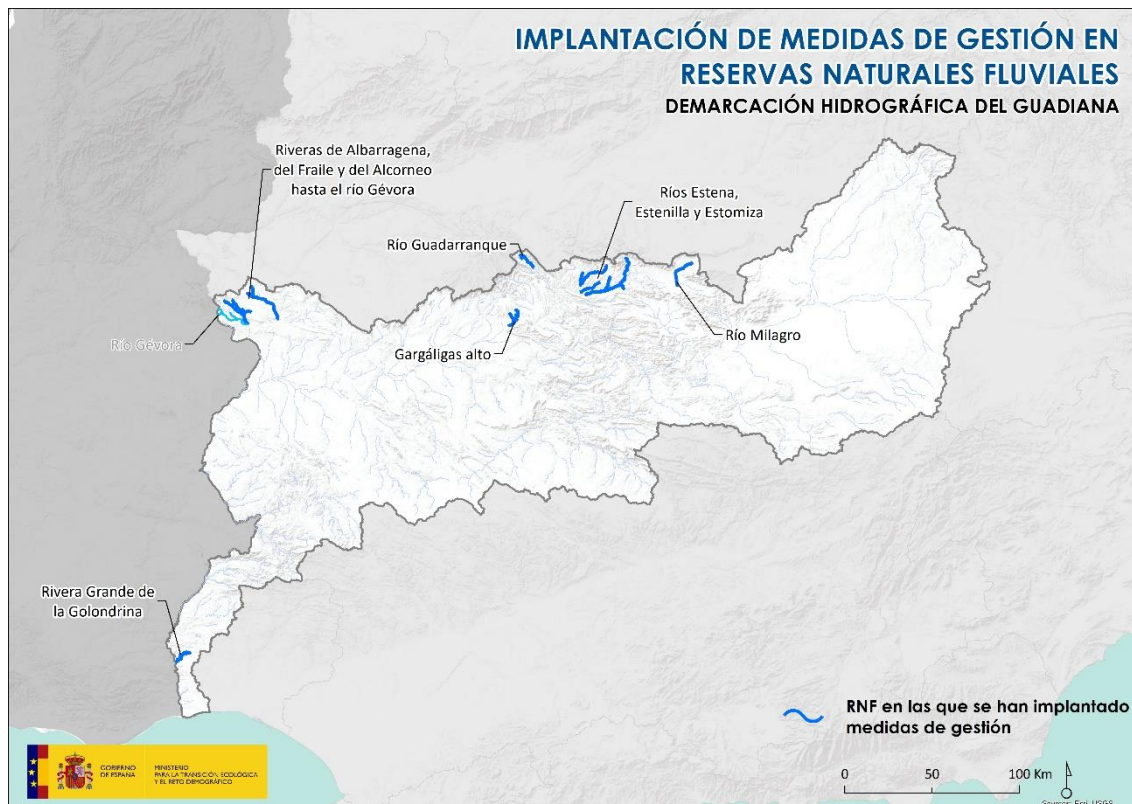 IMPLANTACIÓN DE MEDIDAS DE GESTIÓN EN
RESERVAS NATURALES FLUVIALES
DEMARCACIÓN HIDROGRÁFICA DEL GUADIANA
Riveras de Albarragena,
del Fraile y del Alcorneo
hasta el río Gévora
Ríos Estena,
Estenilla y Estomiza
Río Guadarranque
Río Gévora
Gargáligas alto
Río Milagro
Rivera Grande de
la Golondrina
RNF en las que se han implantado
medidas de gestión
GOBIERNO
DE ESPAÑA
MINISTERIO
PARA LA TRANSICIÓN ECOLÓGICA
Y EL RETO DEMOGRÁFICO
0 50 100 Km
Source: Esri, USGS